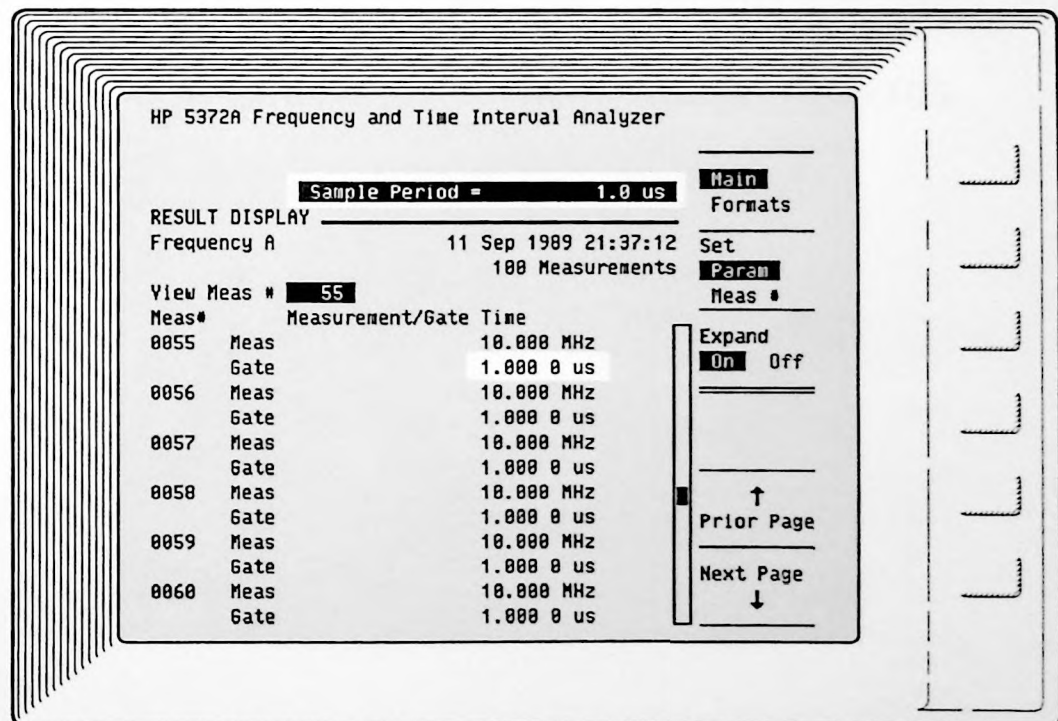 HP 5372A Frequency and Time Interval Analyzer
Sample Period = 1.0 us
RESULT DISPLAY
Frequency A 11 Sep 1989 21:37:12
100 Measurements
View Meas # 55
Meas# Measurement/Gate Time
0055 Meas 10.000 MHz
Gate 1.000 0 us
0056 Meas 10.000 MHz
Gate 1.000 0 us
0057 Meas 10.000 MHz
Gate 1.000 0 us
0058 Meas 10.000 MHz
Gate 1.000 0 us
0059 Meas 10.000 MHz
Gate 1.000 0 us
0060 Meas 10.000 MHz
Gate 1.000 0 us
Main
Formats
Set
Param
Meas #
Expand
On Off
↑
Prior Page
Next Page
↓